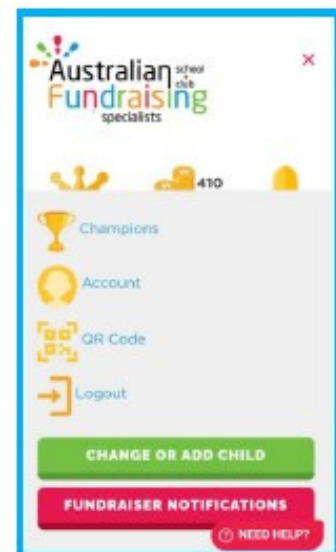 Australian school + club
Fundraising
specialists
×
410
Champions
Account
QR Code
Logout
CHANGE OR ADD CHILD
FUNDRAISER NOTIFICATIONS
? NEED HELP?